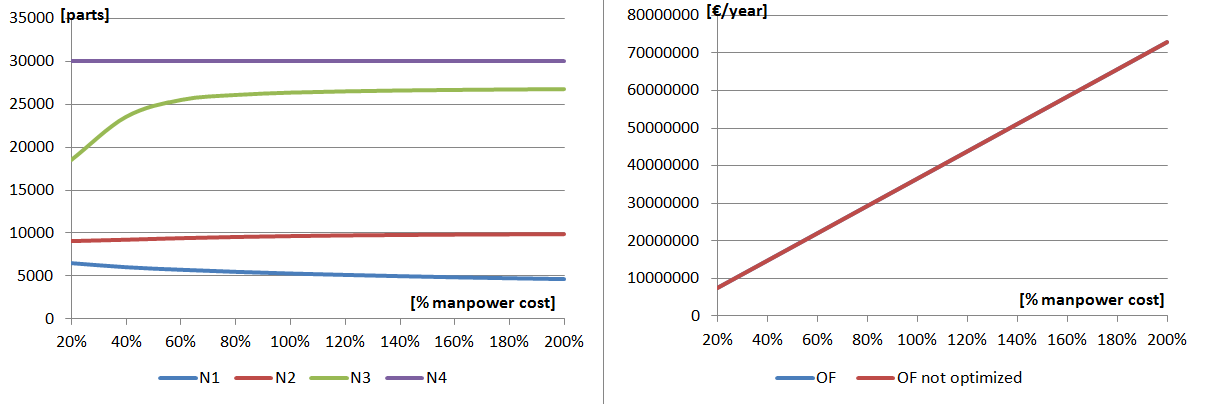 [parts]
35000
30000
25000
20000
15000
10000
5000
0
[% manpower cost]
20% 40% 60% 80% 100% 120% 140% 160% 180% 200%
N1 N2 N3 N4
[€/year]
80000000
70000000
60000000
50000000
40000000
30000000
20000000
10000000
0
[% manpower cost]
20% 40% 60% 80% 100% 120% 140% 160% 180% 200%
OF OF not optimized